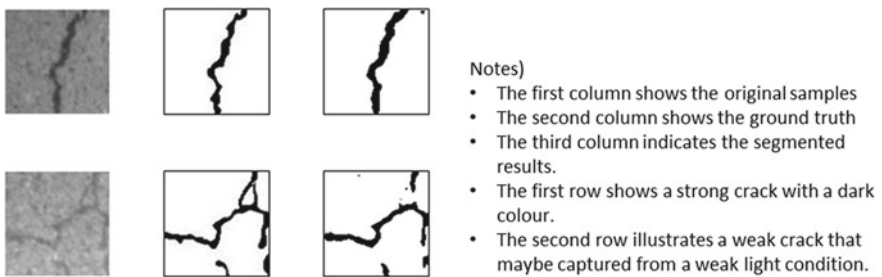 Notes)
• The first column shows the original samples
• The second column shows the ground truth
• The third column indicates the segmented
results.
• The first row shows a strong crack with a dark
colour.
• The second row illustrates a weak crack that
maybe captured from a weak light condition.